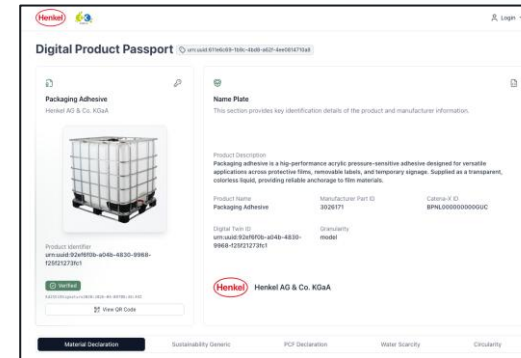 Henkel
Login
Digital Product Passport
Packaging Adhesive
Henkel AG & Co. KGaA
Product Identifier
urn:uuid:92ef6f0b-a04b-4830-9968-
f25f21273fc1
Verified
View QR Code
Name Plate
This section provides key identification details of the product and manufacturer information.
Product Description
Packaging adhesive is a hig-performance acrylic pressure-sensitive adhesive designed for versatile
applications across protective films, removable labels, and temporary signage. Supplied as a transparent,
colorless liquid, providing reliable anchorage to film materials.
Product Name
Packaging Adhesive
Manufacturer Part ID
3026171
Catena-X ID
Digital Twin ID
urn:uuid:92ef6f0b-a04b-4830-
9968-f25f21273fc1
Granularity
model
Henkel
Henkel AG & Co. KGaA
Material Declaration
Sustainability Generic
PCF Declaration
Water Scarcity
Circularity